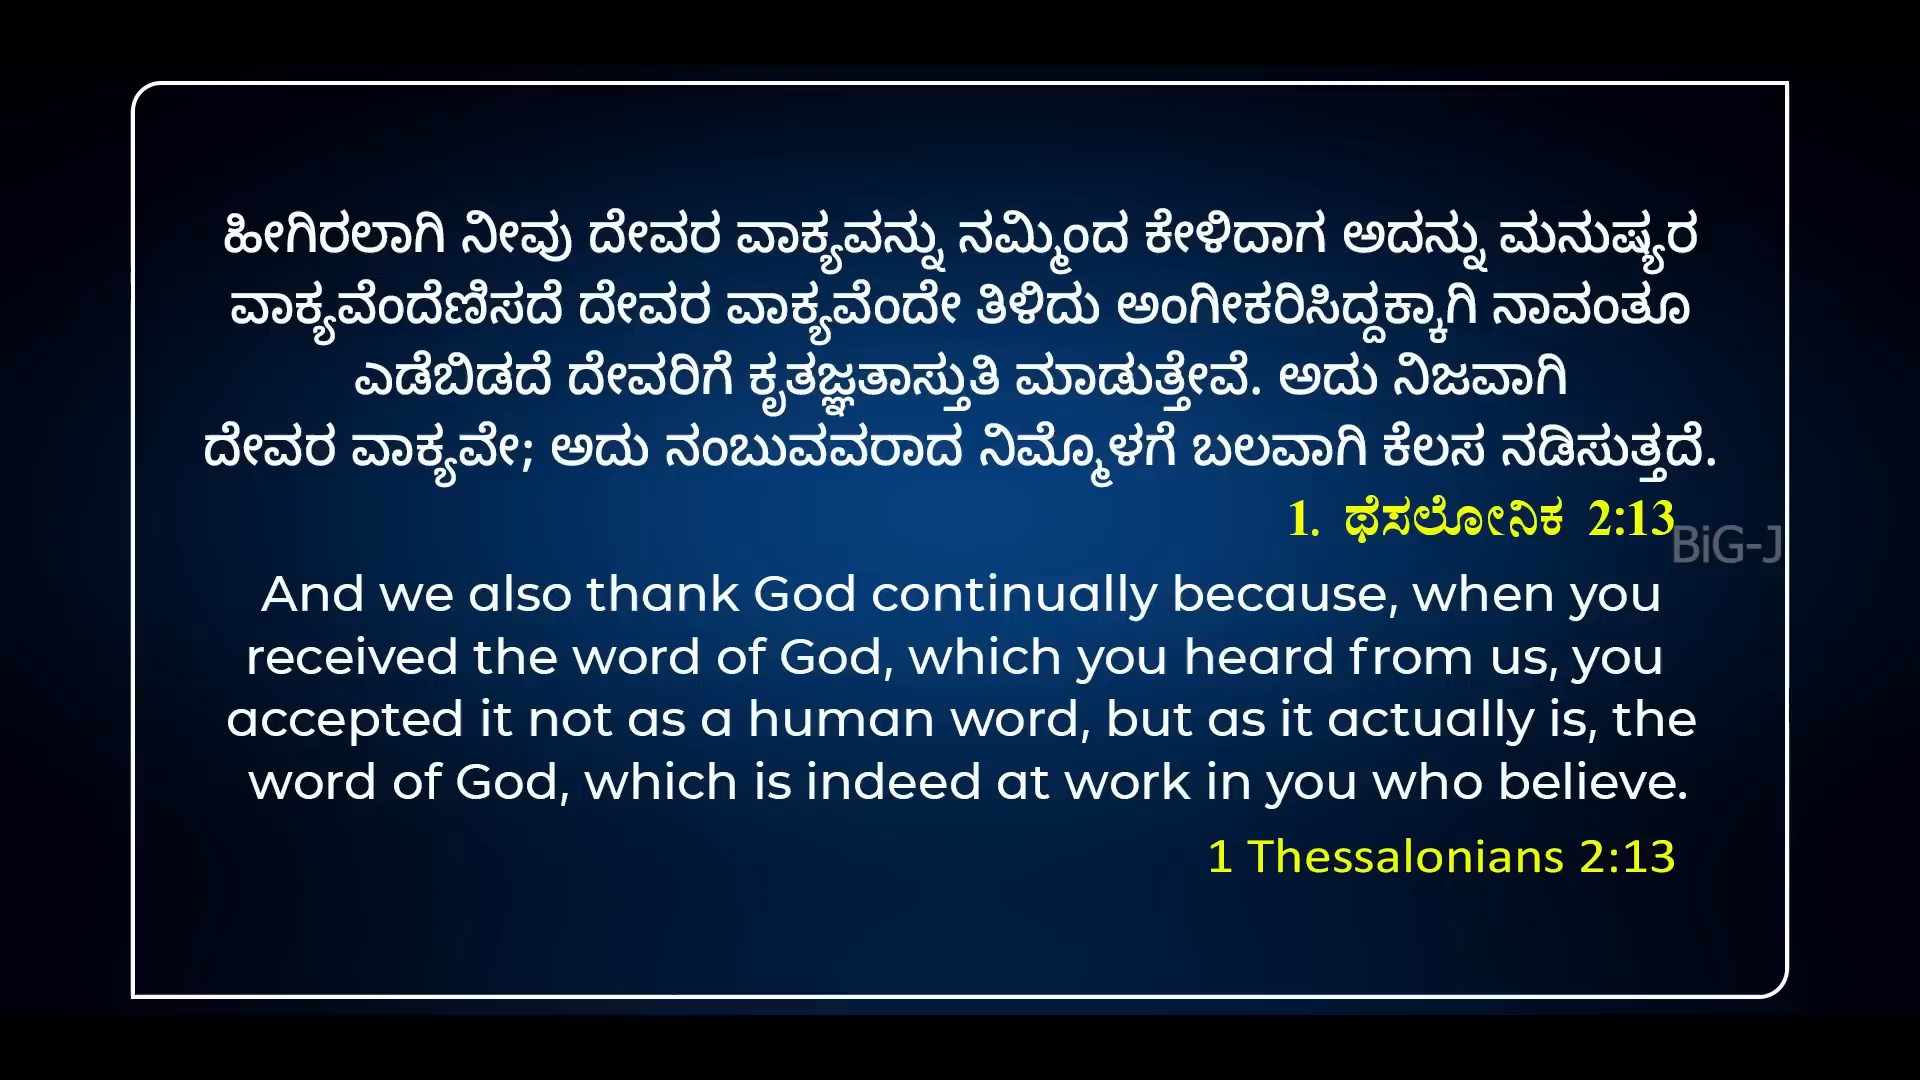 ಹೀಗಿರಲಾಗಿ ನೀವು ದೇವರ ವಾಕ್ಯವನ್ನು ನಮ್ಮಿಂದ ಕೇಳಿದಾಗ ಅದನ್ನು ಮನುಷ್ಯರ
ವಾಕ್ಯವೆಂದೆಣಿಸದೆ ದೇವರ ವಾಕ್ಯವೆಂದೇ ತಿಳಿದು ಅಂಗೀಕರಿಸಿದ್ದಕ್ಕಾಗಿ ನಾವಂತೂ
ಎಡೆಬಿಡದೆ ದೇವರಿಗೆ ಕೃತಜ್ಞತಾಸ್ತುತಿ ಮಾಡುತ್ತೇವೆ. ಅದು ನಿಜವಾಗಿ
ದೇವರ ವಾಕ್ಯವೇ; ಅದು ನಂಬುವವರಾದ ನಿಮ್ಮೊಳಗೆ ಬಲವಾಗಿ ಕೆಲಸ ನಡಿಸುತ್ತದೆ.
1. ಥೆಸಲೋನಿಕ 2:13
BiG-J
And we also thank God continually because, when you
received the word of God, which you heard from us, you
accepted it not as a human word, but as it actually is, the
word of God, which is indeed at work in you who believe.
1 Thessalonians 2:13